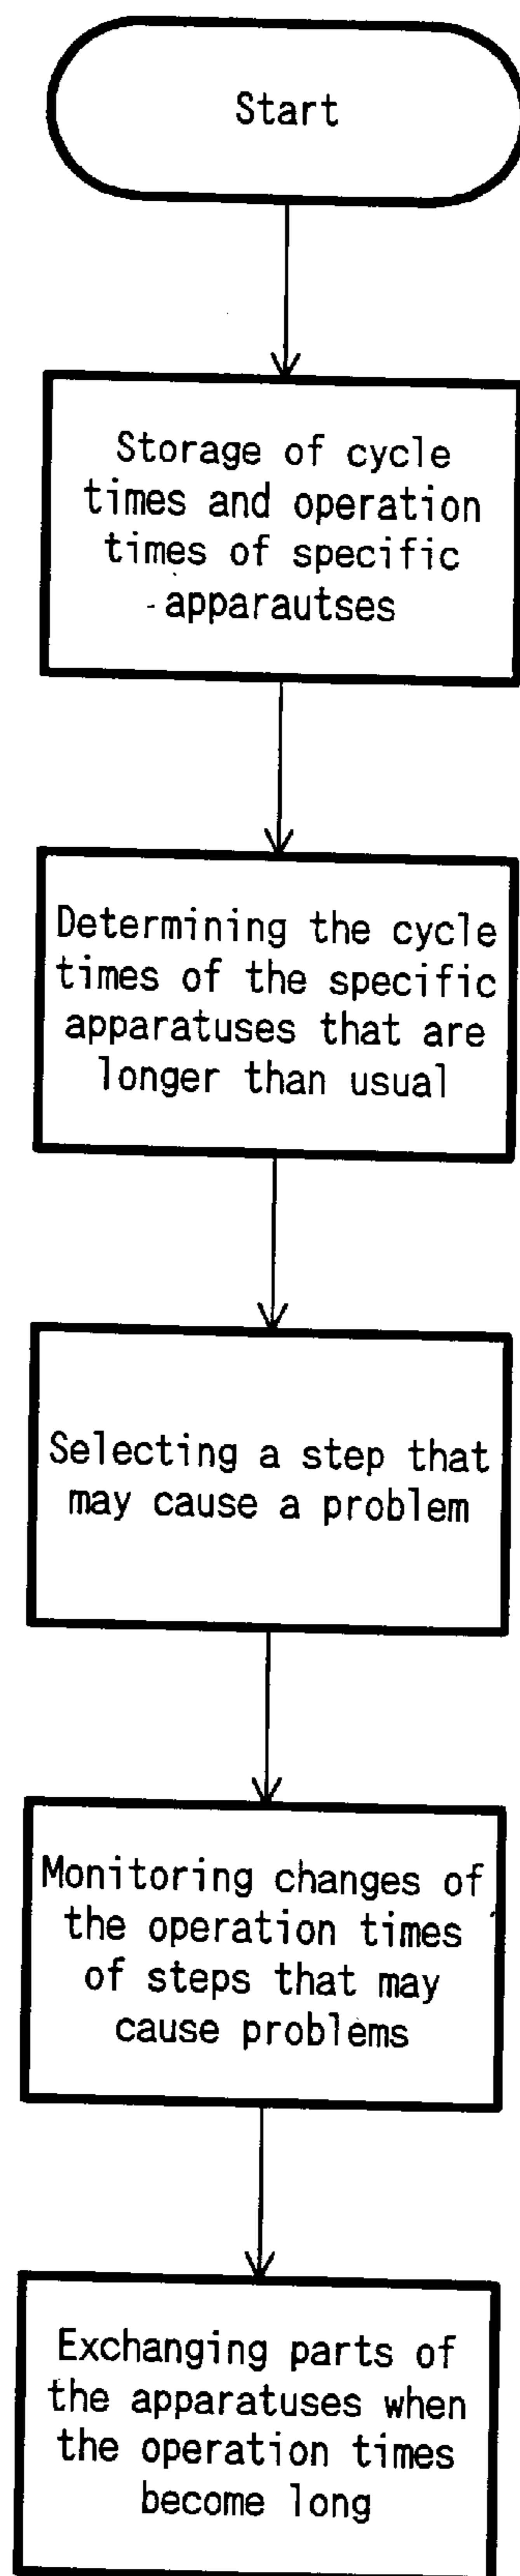 Start
Storage of cycle
times and operation
times of specific
apparautses
Determining the cycle
times of the specific
apparatuses that are
longer than usual
Selecting a step that
may cause a problem
Monitoring changes of
the operation times
of steps that may
cause problems
Exchanging parts of
the apparatuses when
the operation times
become long